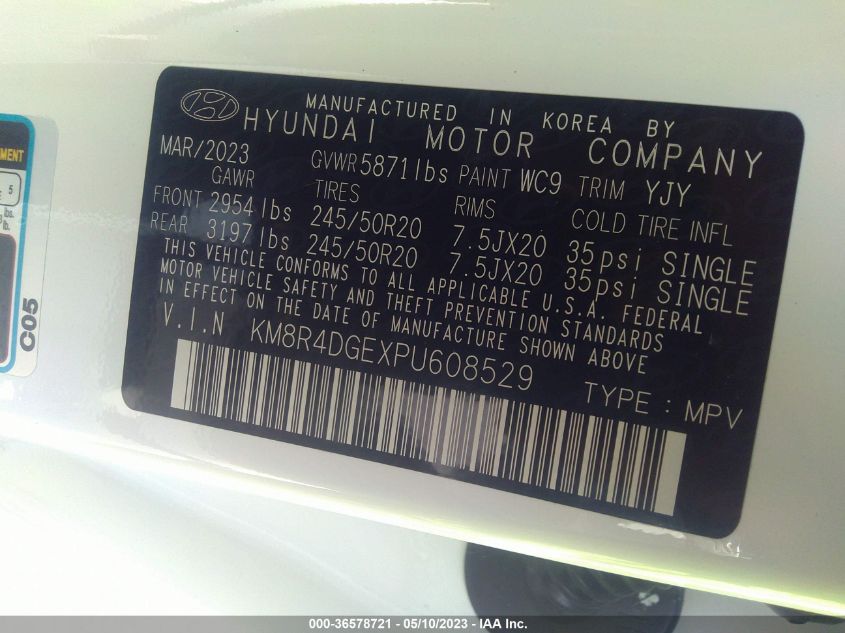 MANUFACTURED IN KOREA BY
HYUNDAI MOTOR COMPANY
MAR/2023 GVWR 5871lbs PAINT WC9 TRIM YJY
GAWR TIRES RIMS COLD TIRE INFL
FRONT 2954lbs 245/50R20 7.5JX20 35psi SINGLE
REAR 3197lbs 245/50R20 7.5JX20 35psi SINGLE
THIS VEHICLE CONFORMS TO ALL APPLICABLE U.S.A. FEDERAL
MOTOR VEHICLE SAFETY AND THEFT PREVENTION STANDARDS
IN EFFECT ON THE DATE OF MANUFACTURE SHOWN ABOVE
V.I.N KM8R4DGEXPU608529
TYPE : MPV
5
lbs.
C05
000-36578721 - 05/10/2023 - IAA Inc.